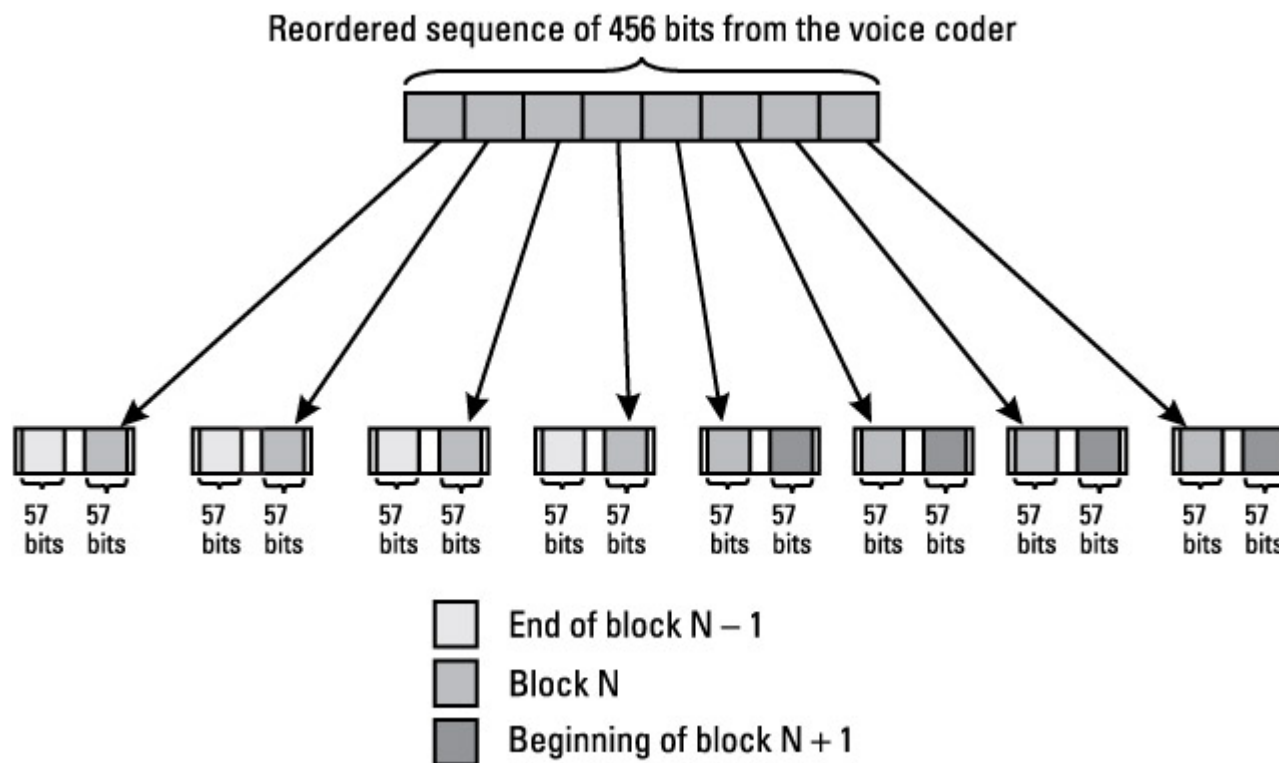 Reordered sequence of 456 bits from the voice coder
57 57 57 57 57 57 57 57 57 57 57 57 57 57 57 57
bits bits bits bits bits bits bits bits bits bits bits bits bits bits bits bits
End of block N – 1
Block N
Beginning of block N + 1